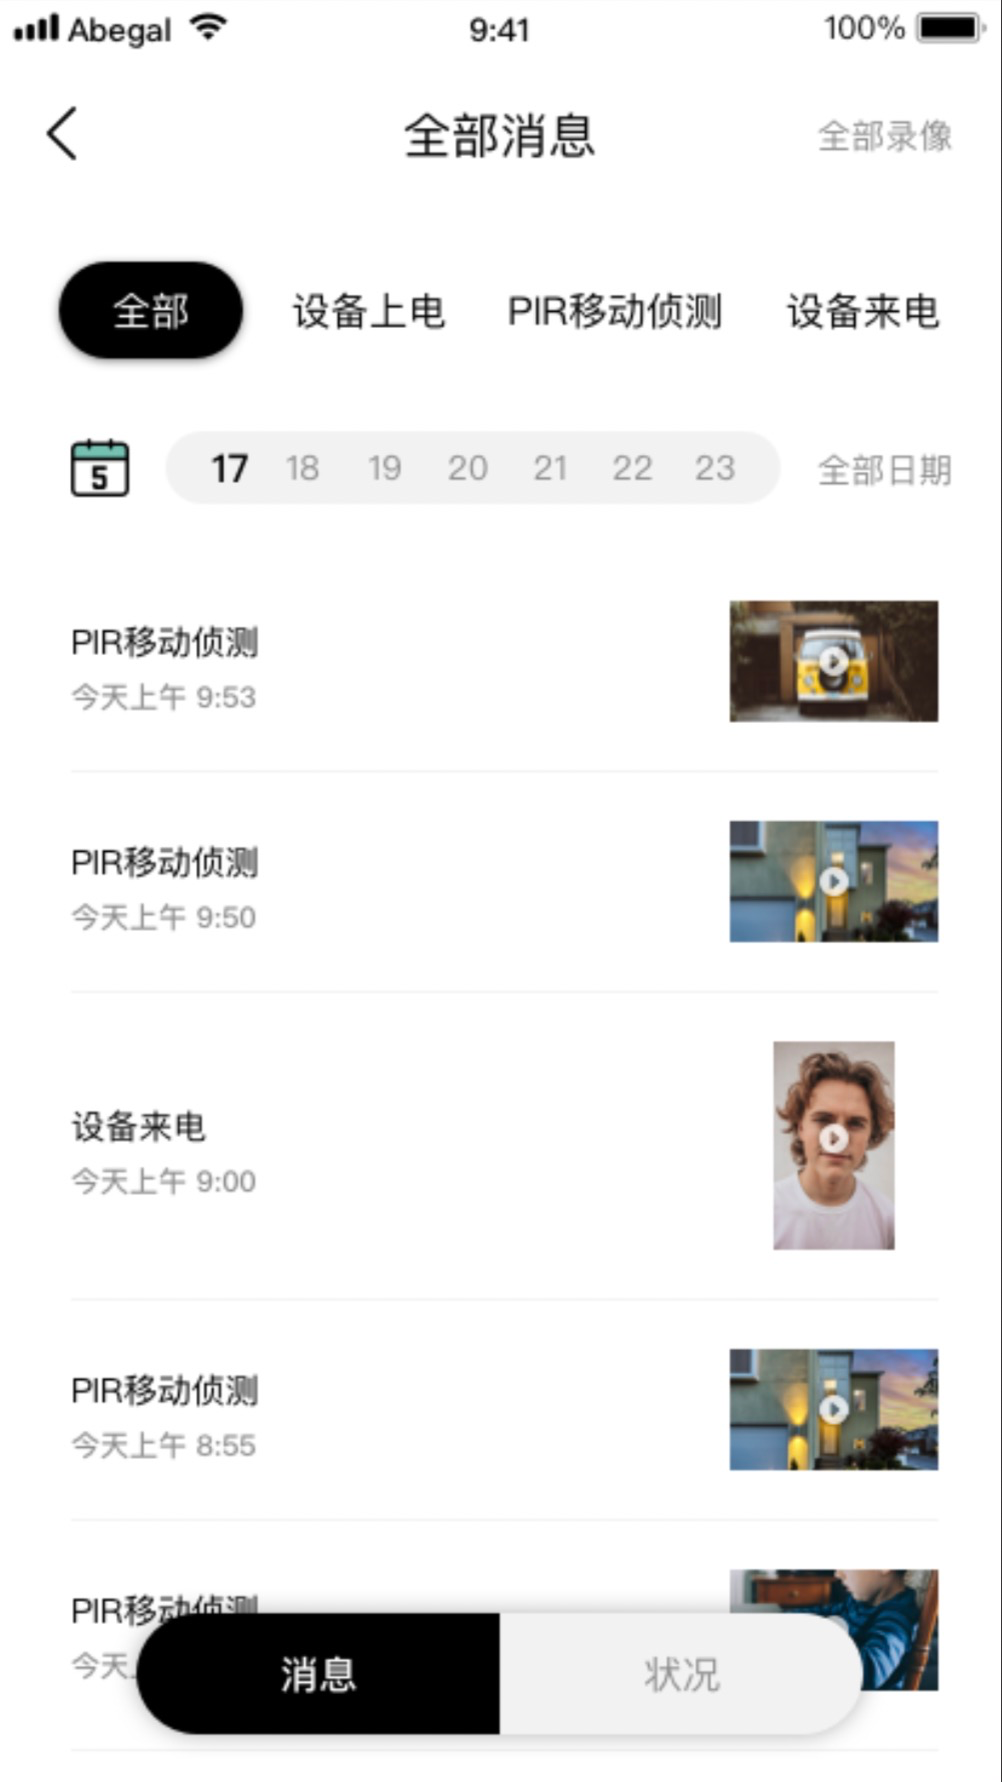 Abegal 9:41 100%
全部消息 全部录像
全部 设备上电 PIR移动侦测 设备来电
5 17 18 19 20 21 22 23 全部日期
PIR移动侦测
今天上午 9:53
PIR移动侦测
今天上午 9:50
设备来电
今天上午 9:00
PIR移动侦测
今天上午 8:55
PIR移动侦测
今天
消息 状况